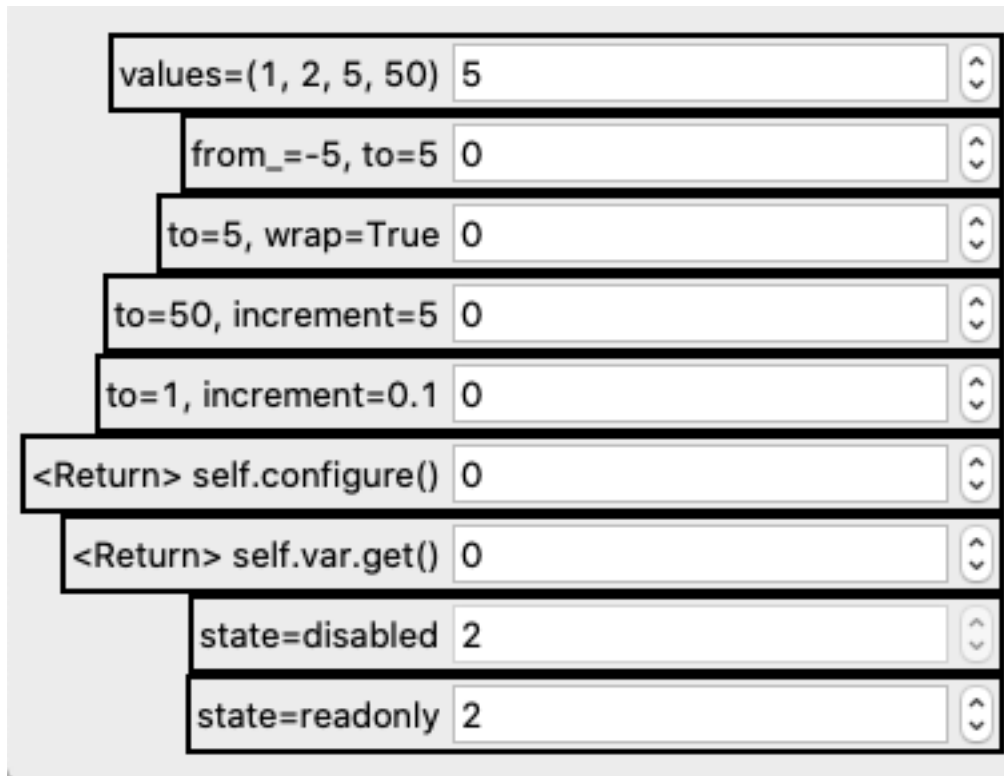 values=(1, 2, 5, 50) 5
from_=-5, to=5 0
to=5, wrap=True 0
to=50, increment=5 0
to=1, increment=0.1 0
<Return> self.configure() 0
<Return> self.var.get() 0
state=disabled 2
state=readonly 2